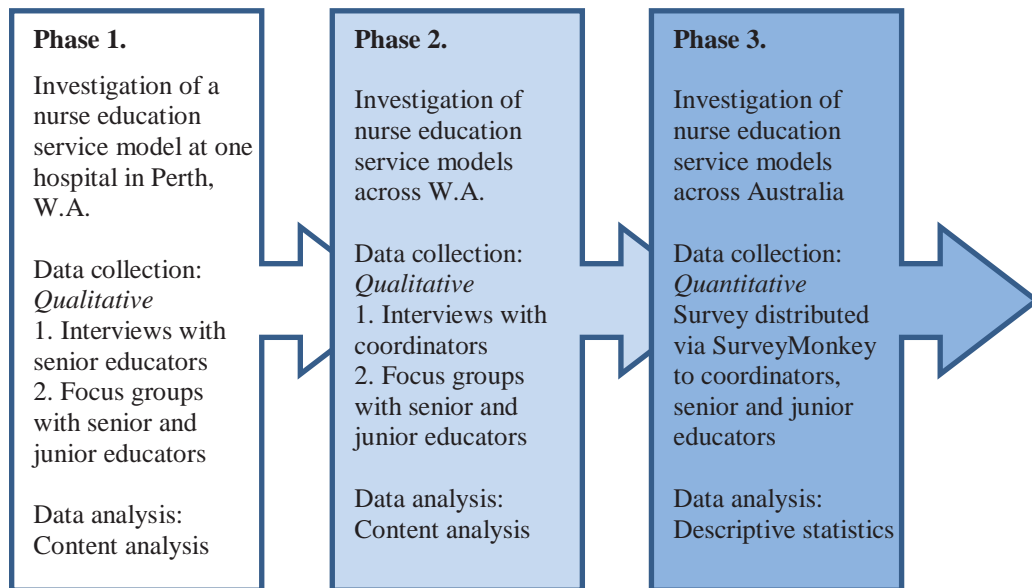 Phase 1.
Investigation of a
nurse education
service model at one
hospital in Perth,
W.A.
Data collection:
Qualitative
1. Interviews with
senior educators
2. Focus groups
with senior and
junior educators
Data analysis:
Content analysis
Phase 2.
Investigation of
nurse education
service models
across W.A.
Data collection:
Qualitative
1. Interviews with
coordinators
2. Focus groups
with senior and
junior educators
Data analysis:
Content analysis
Phase 3.
Investigation of
nurse education
service models
across Australia
Data collection:
Quantitative
Survey distributed
via SurveyMonkey
to coordinators,
senior and junior
educators
Data analysis:
Descriptive statistics